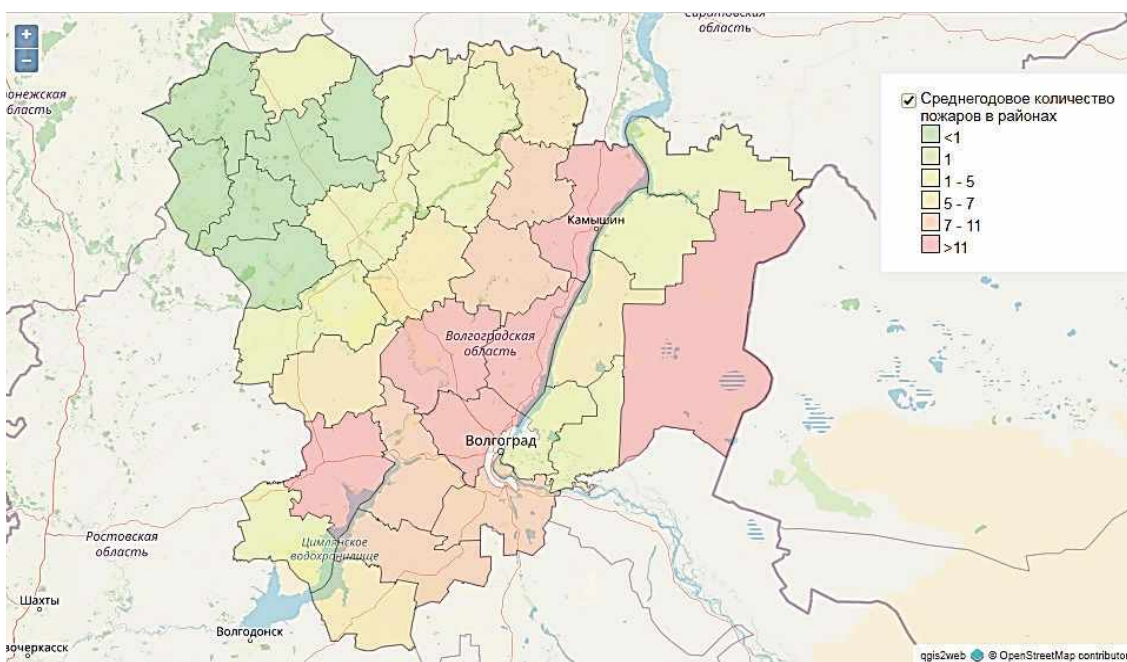 +
−
Саратовская
область
онежская
бласть
Среднегодовое количество
пожаров в районах
<1
1
1 - 5
5 - 7
7 - 11
>11
Камышин
Волгоградская
область
Волгоград
Ростовская
область
Цимлянское
водохранилище
Шахты
Волгодонск
вочеркасск
qgis2web © OpenStreetMap contributor